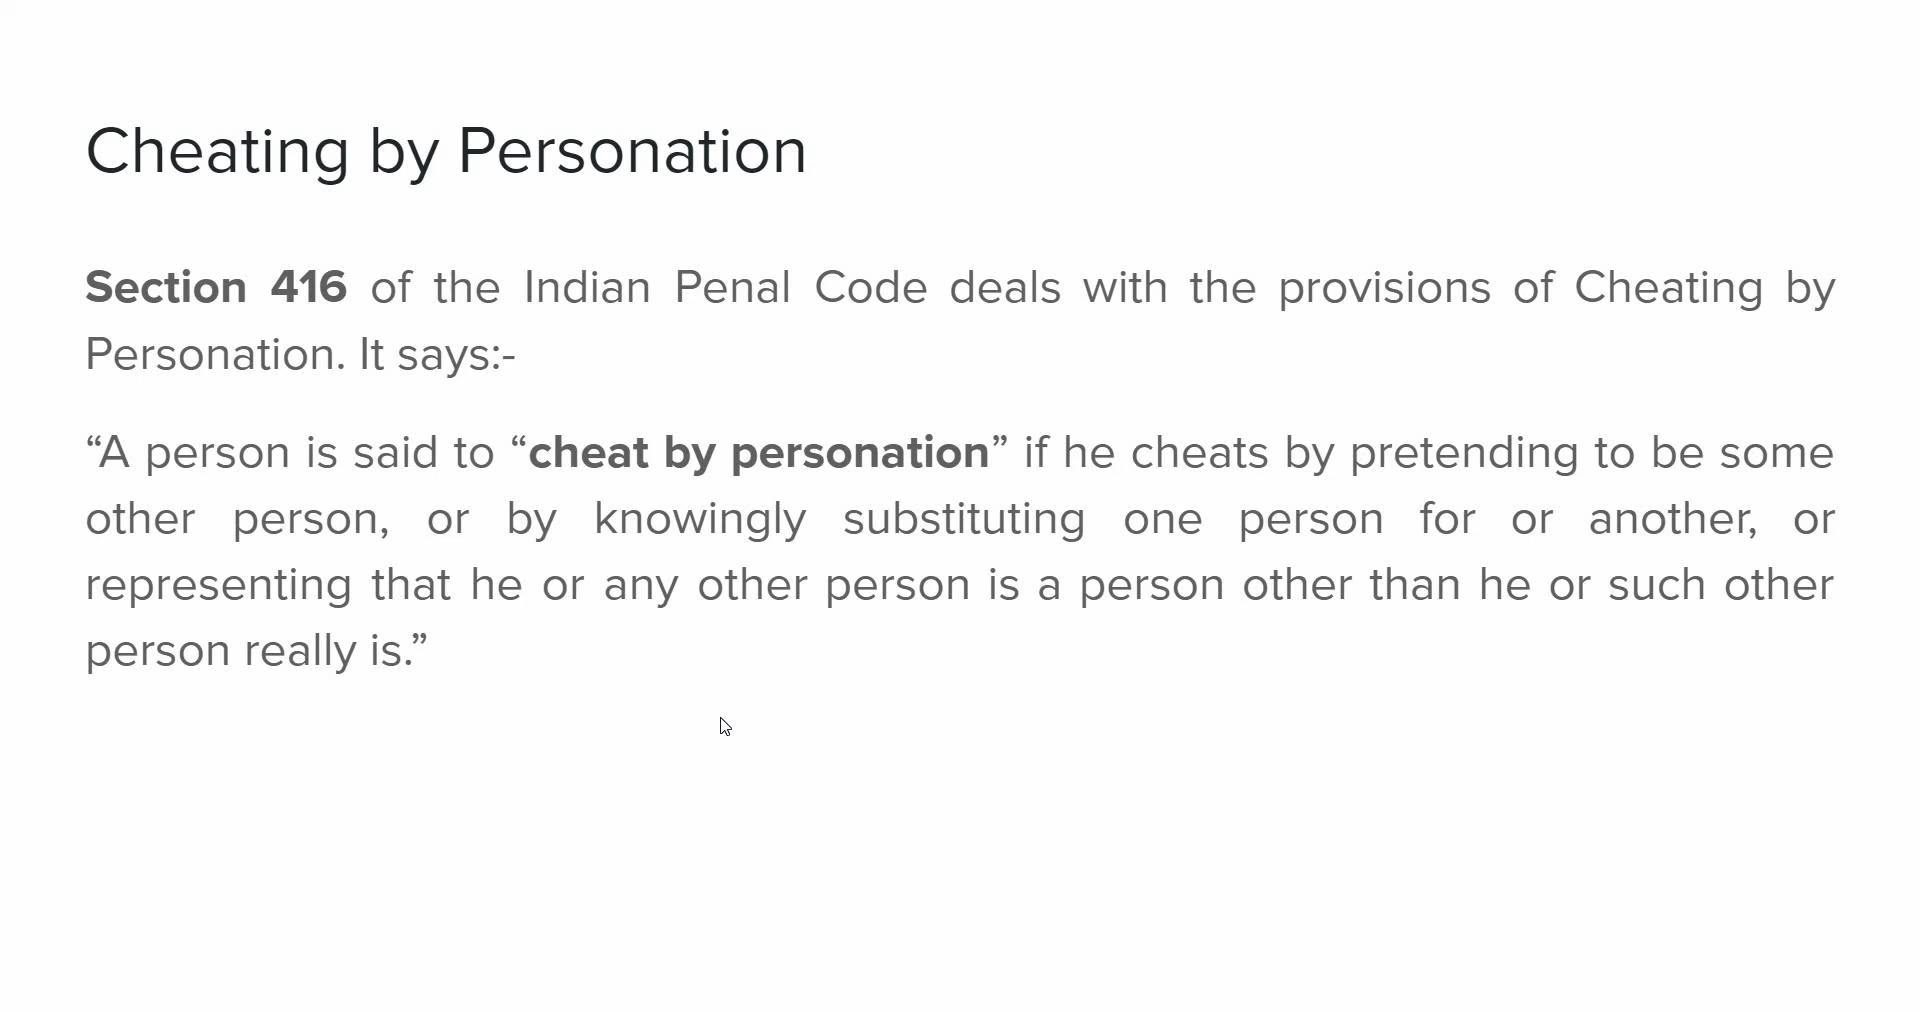 Cheating by Personation
Section 416 of the Indian Penal Code deals with the provisions of Cheating by
Personation. It says:-
“A person is said to “cheat by personation” if he cheats by pretending to be some
other person, or by knowingly substituting one person for or another, or
representing that he or any other person is a person other than he or such other
person really is.”